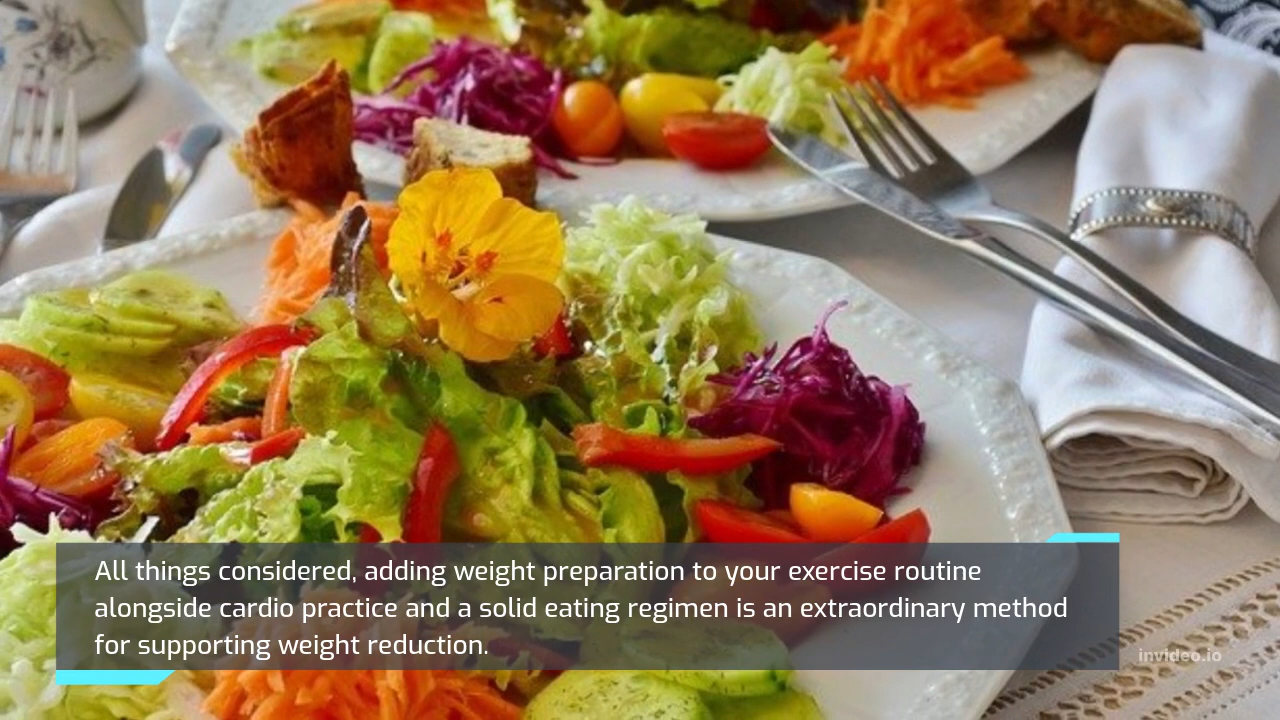 All things considered, adding weight preparation to your exercise routine
alongside cardio practice and a solid eating regimen is an extraordinary method
for supporting weight reduction.
invideo.io